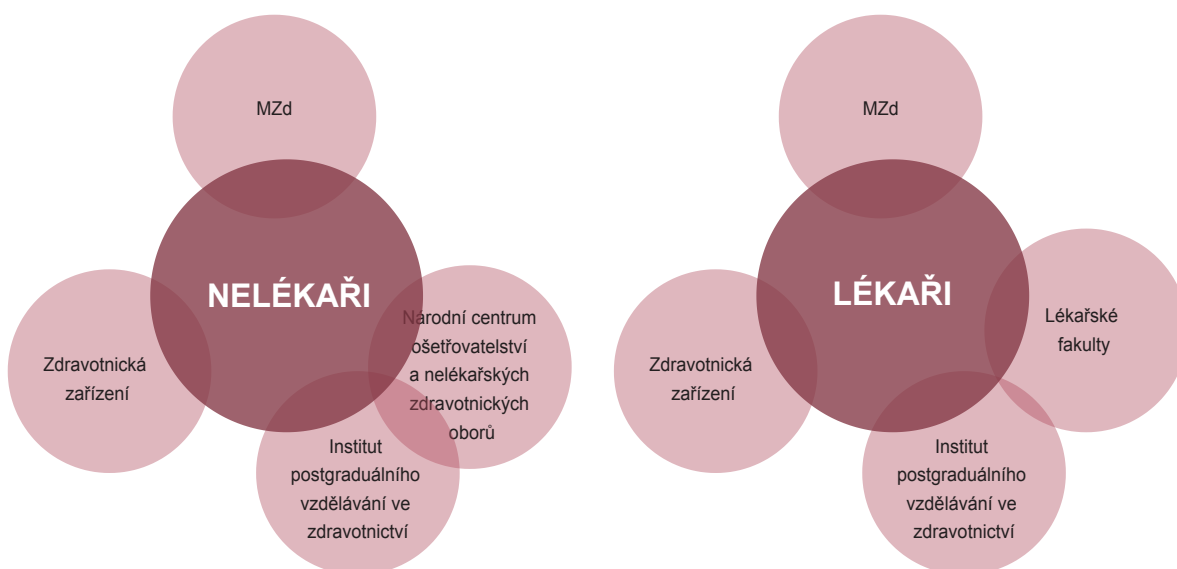 MZd
NELÉKAŘI
Národní centrum
ošetřovatelství
a nelékařských
zdravotnických
oborů
Zdravotnická
zařízení
Institut
postgraduálního
vzdělávání ve
zdravotnictví
MZd
LÉKAŘI
Lékařské
fakulty
Zdravotnická
zařízení
Institut
postgraduálního
vzdělávání ve
zdravotnictví